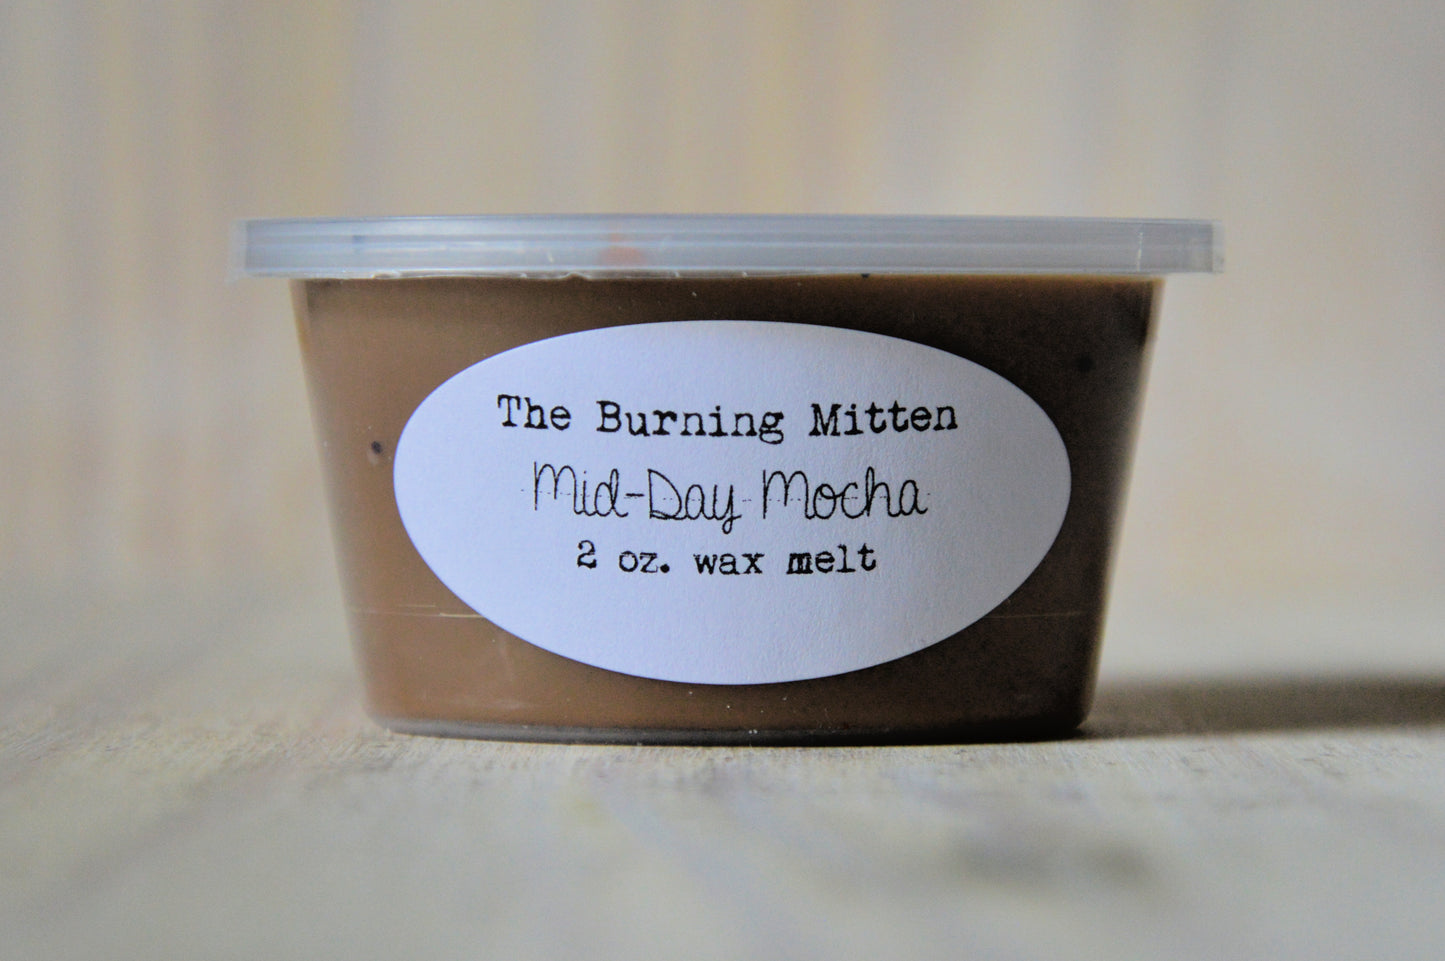 The Burning Mitten
Mid-Day Mocha
2 oz. wax melt